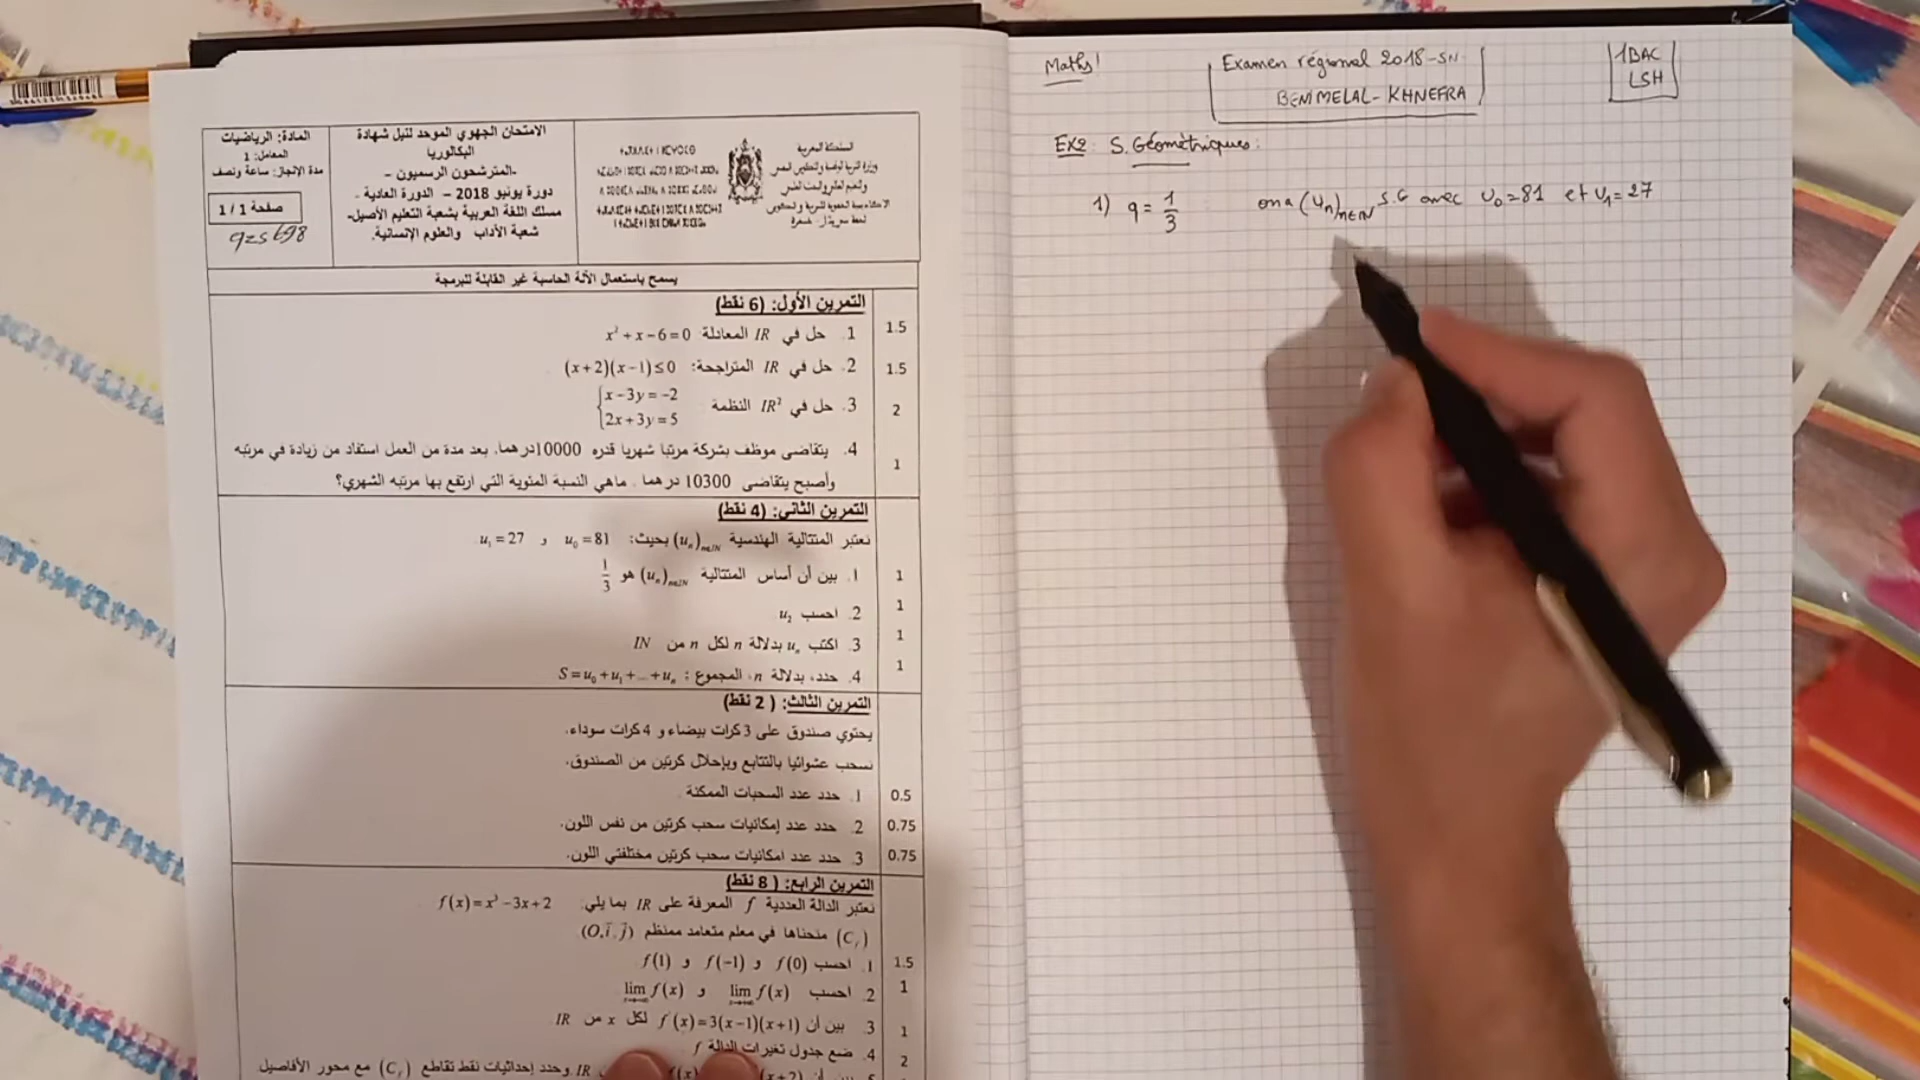 المادة: الرياضيات
المعامل: 1
مدة الإنجاز: ساعة ونصف
صفحة 1 / 1
الامتحان الجهوي الموحد لنيل شهادة
البكالوريا
-المترشحون الرسميون -
دورة يونيو 2018 – الدورة العادية -
مسلك اللغة العربية بشعبة التعليم الأصيل-
شعبة الآداب والعلوم الإنسانية.
المملكة المغربية
يسمح باستعمال الآلة الحاسبة غير القابلة للبرمجة
التمرين الأول: (6 نقط)
1. حل في IR المعادلة x² + x − 6 = 0 1.5
2. حل في IR المتراجحة: (x+2)(x−1) ≤ 0 1.5
3. حل في IR² النظمة { x − 3y = −2 2
2x + 3y = 5
4. يتقاضى موظف بشركة مرتبا شهريا قدره 10000 درهما. بعد مدة من العمل استفاد من زيادة في مرتبه 1
وأصبح يتقاضى 10300 درهما. ماهي النسبة المئوية التي ارتفع بها مرتبه الشهري؟
التمرين الثاني: (4 نقط)
نعتبر المتتالية الهندسية (uₙ)ₙ∈IN بحيث: u₀ = 81 و u₁ = 27
1. بين أن أساس المتتالية (uₙ)ₙ∈IN هو 1/3 1
2. احسب u₂ 1
3. اكتب uₙ بدلالة n لكل n من IN 1
4. حدد، بدلالة n، المجموع: S = u₀ + u₁ + ... + uₙ 1
التمرين الثالث: (2 نقط)
يحتوي صندوق على 3 كرات بيضاء و 4 كرات سوداء.
نسحب عشوائيا بالتتابع وبإحلال كرتين من الصندوق.
1. حدد عدد السحبات الممكنة 0.5
2. حدد عدد إمكانيات سحب كرتين من نفس اللون. 0.75
3. حدد عدد امكانيات سحب كرتين مختلفتي اللون. 0.75
التمرين الرابع: (8 نقط)
نعتبر الدالة العددية f المعرفة على IR بما يلي: f(x) = x³ − 3x + 2
(C_f) منحناها في معلم متعامد ممنظم (O, i, j)
1. احسب f(0) و f(−1) و f(1) 1.5
2. احسب lim f(x) و lim f(x) 1
3. بين أن f'(x) = 3(x−1)(x+1) لكل x من IR 1
4. ضع جدول تغيرات الدالة f 2
IR وحدد إحداثيات نقط تقاطع (C_f) مع محور الأفاصيل
Maths!
Examen régional 2018-SN
BENIMELAL-KHNEFRA
1BAC
LSH
EX2: S.Géométriques:
1) q = 1/3 on a (Uₙ)ₙ∈IN S.G avec U₀=81 et U₁=27